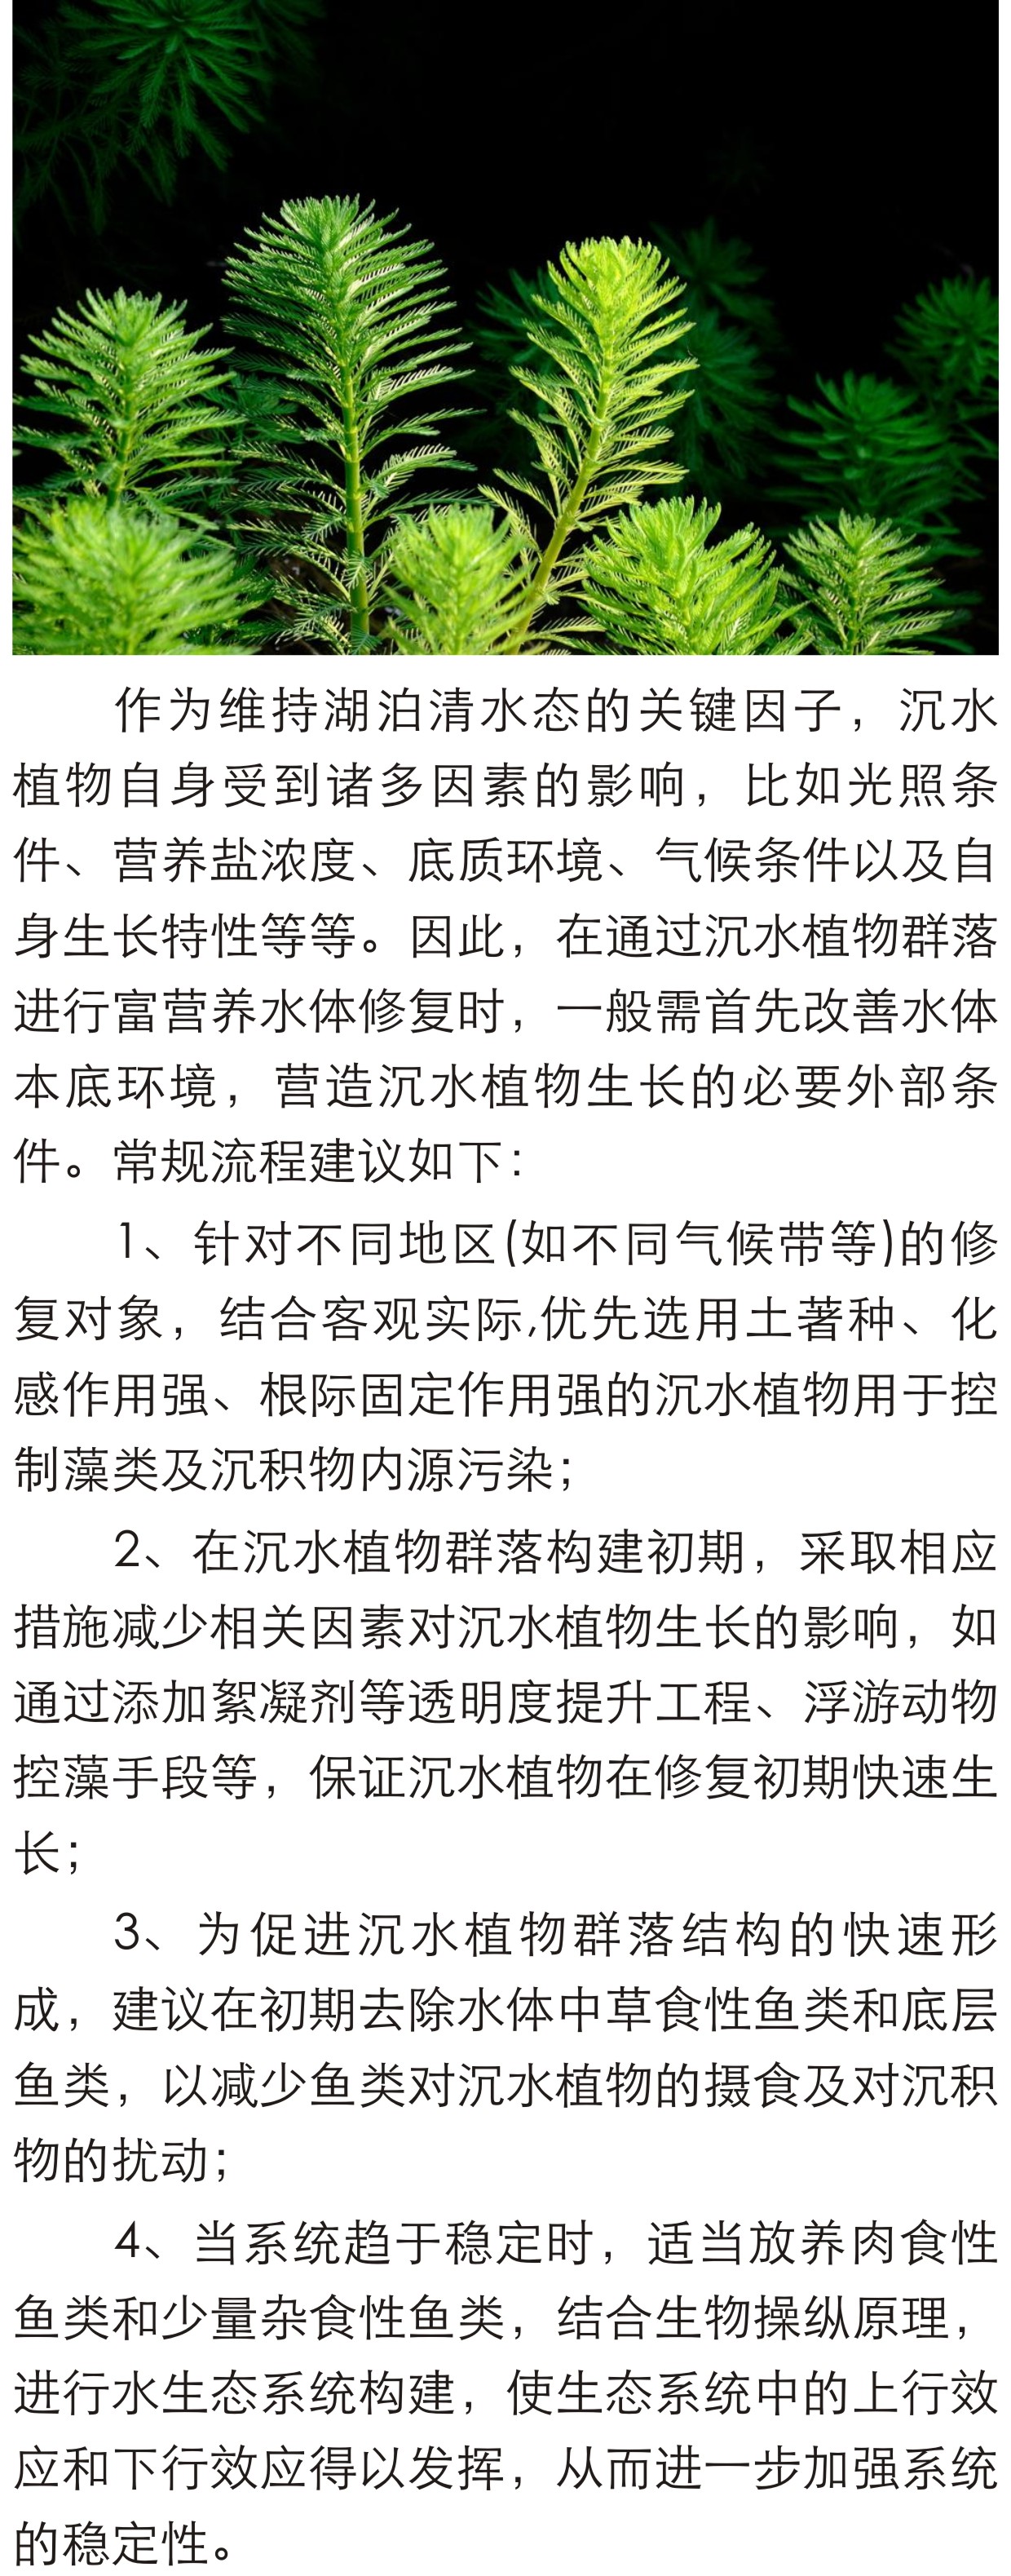 作为维持湖泊清水态的关键因子，沉水
植物自身受到诸多因素的影响，比如光照条
件、营养盐浓度、底质环境、气候条件以及自
身生长特性等等。因此，在通过沉水植物群落
进行富营养水体修复时，一般需首先改善水体
本底环境，营造沉水植物生长的必要外部条
件。常规流程建议如下：
1、针对不同地区(如不同气候带等)的修
复对象，结合客观实际,优先选用土著种、化
感作用强、根际固定作用强的沉水植物用于控
制藻类及沉积物内源污染；
2、在沉水植物群落构建初期，采取相应
措施减少相关因素对沉水植物生长的影响，如
通过添加絮凝剂等透明度提升工程、浮游动物
控藻手段等，保证沉水植物在修复初期快速生
长；
3、为促进沉水植物群落结构的快速形
成，建议在初期去除水体中草食性鱼类和底层
鱼类，以减少鱼类对沉水植物的摄食及对沉积
物的扰动；
4、当系统趋于稳定时，适当放养肉食性
鱼类和少量杂食性鱼类，结合生物操纵原理，
进行水生态系统构建，使生态系统中的上行效
应和下行效应得以发挥，从而进一步加强系统
的稳定性。